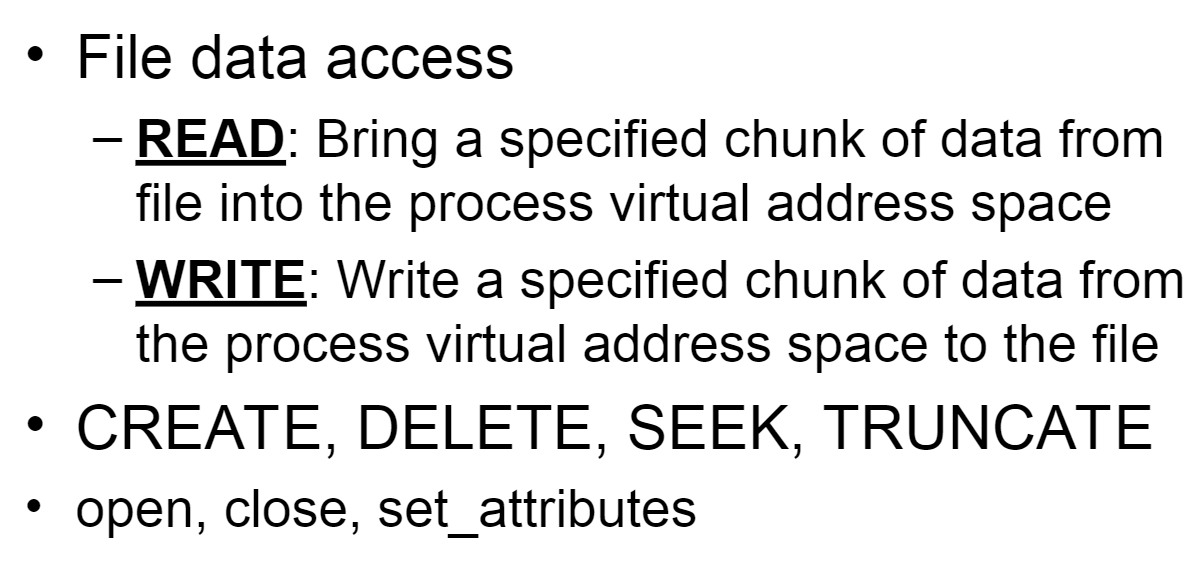 • File data access
– READ: Bring a specified chunk of data from
file into the process virtual address space
– WRITE: Write a specified chunk of data from
the process virtual address space to the file
• CREATE, DELETE, SEEK, TRUNCATE
• open, close, set_attributes